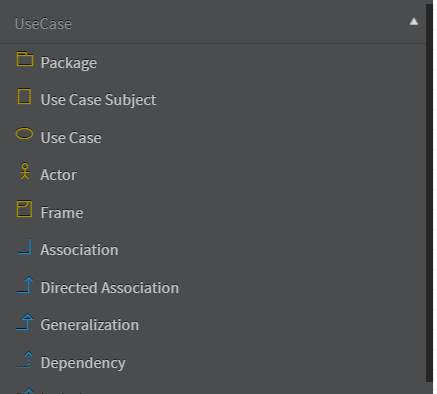 UseCase
Package
Use Case Subject
Use Case
Actor
Frame
Association
Directed Association
Generalization
Dependency